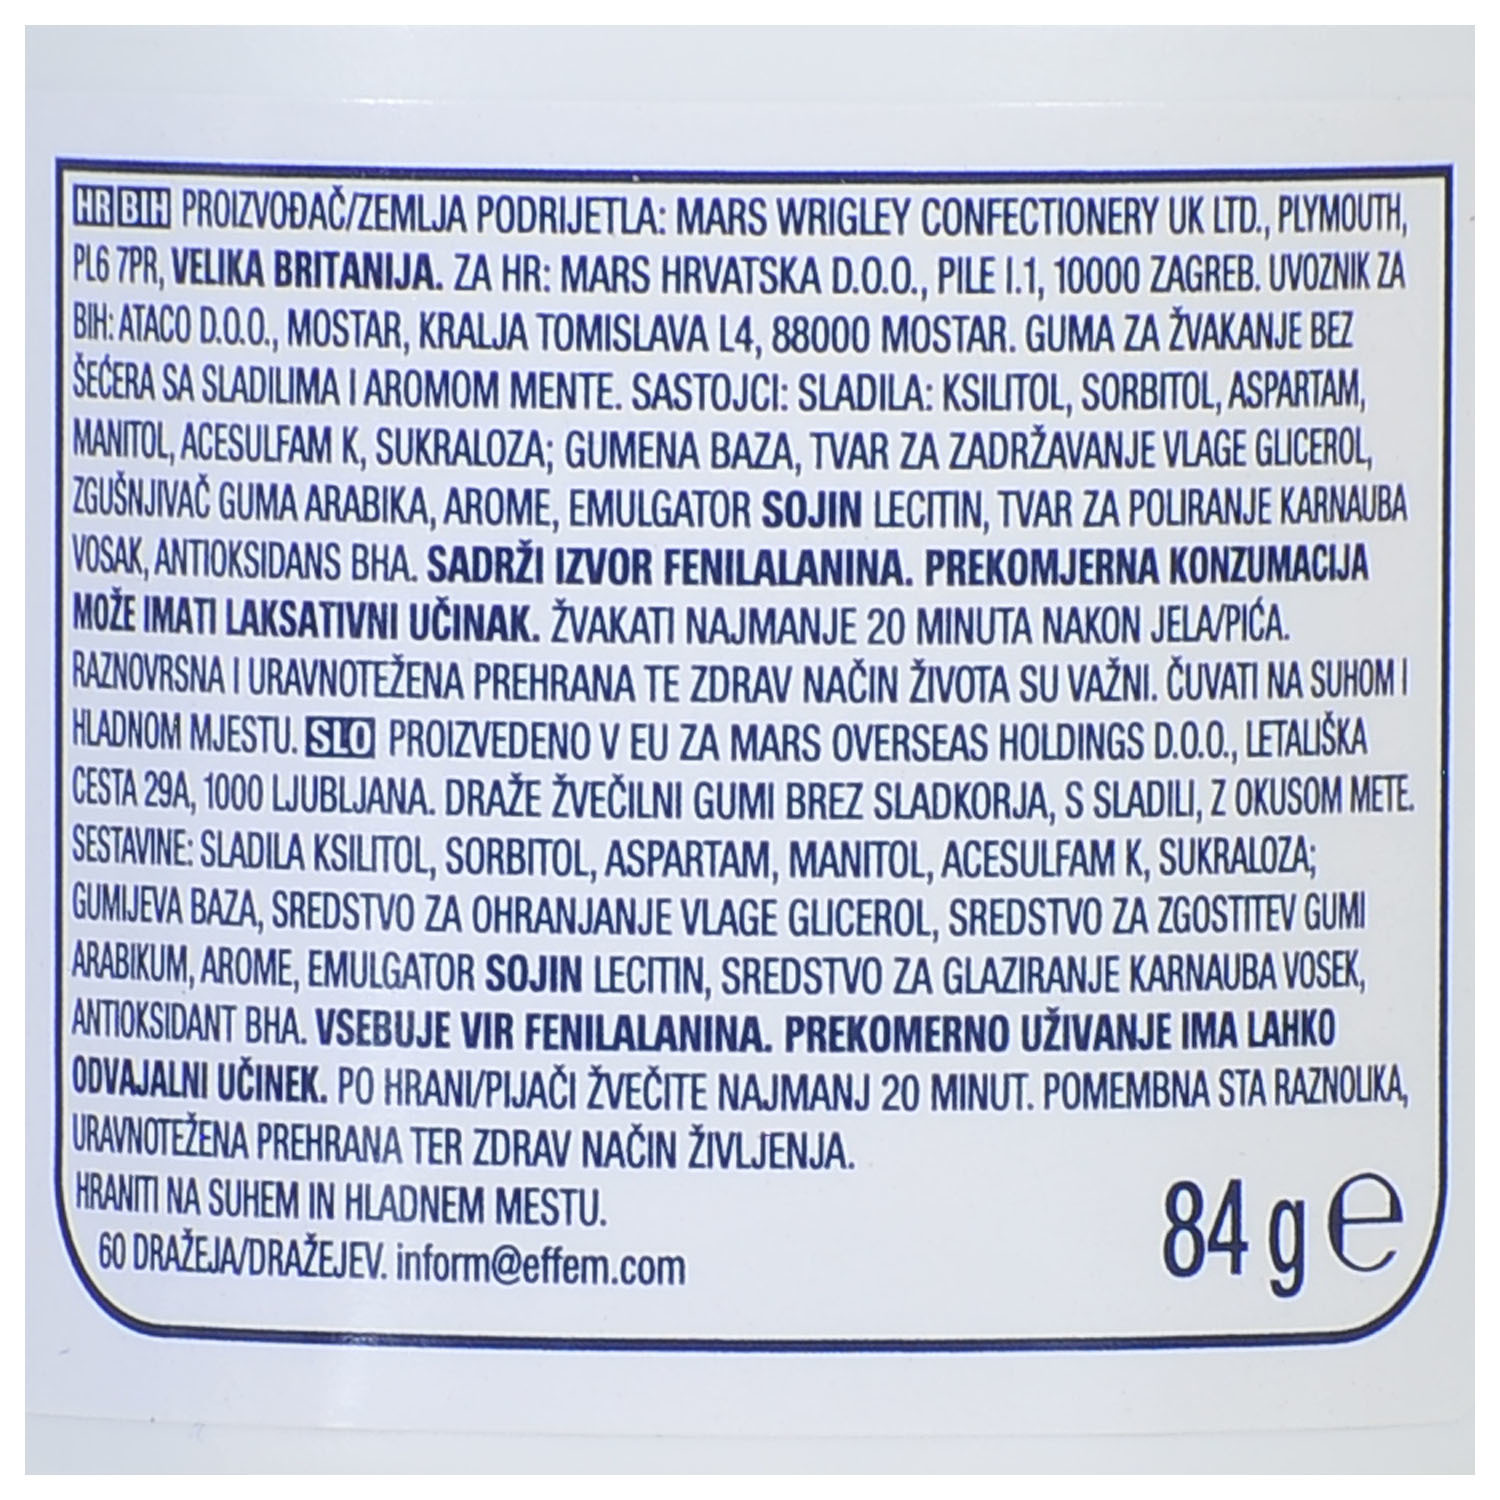 HR BIH PROIZVOĐAČ/ZEMLJA PODRIJETLA: MARS WRIGLEY CONFECTIONERY UK LTD., PLYMOUTH,
PL6 7PR, VELIKA BRITANIJA. ZA HR: MARS HRVATSKA D.O.O., PILE I.1, 10000 ZAGREB. UVOZNIK ZA
BIH: ATACO D.O.O., MOSTAR, KRALJA TOMISLAVA L4, 88000 MOSTAR. GUMA ZA ŽVAKANJE BEZ
ŠEĆERA SA SLADILIMA I AROMOM MENTE. SASTOJCI: SLADILA: KSILITOL, SORBITOL, ASPARTAM,
MANITOL, ACESULFAM K, SUKRALOZA; GUMENA BAZA, TVAR ZA ZADRŽAVANJE VLAGE GLICEROL,
ZGUŠNJIVAČ GUMA ARABIKA, AROME, EMULGATOR SOJIN LECITIN, TVAR ZA POLIRANJE KARNAUBA
VOSAK, ANTIOKSIDANS BHA. SADRŽI IZVOR FENILALANINA. PREKOMJERNA KONZUMACIJA
MOŽE IMATI LAKSATIVNI UČINAK. ŽVAKATI NAJMANJE 20 MINUTA NAKON JELA/PIĆA.
RAZNOVRSNA I URAVNOTEŽENA PREHRANA TE ZDRAV NAČIN ŽIVOTA SU VAŽNI. ČUVATI NA SUHOM I
HLADNOM MJESTU. SLO PROIZVEDENO V EU ZA MARS OVERSEAS HOLDINGS D.O.O., LETALIŠKA
CESTA 29A, 1000 LJUBLJANA. DRAŽE ŽVEČILNI GUMI BREZ SLADKORJA, S SLADILI, Z OKUSOM METE.
SESTAVINE: SLADILA KSILITOL, SORBITOL, ASPARTAM, MANITOL, ACESULFAM K, SUKRALOZA;
GUMIJEVA BAZA, SREDSTVO ZA OHRANJANJE VLAGE GLICEROL, SREDSTVO ZA ZGOSTITEV GUMI
ARABIKUM, AROME, EMULGATOR SOJIN LECITIN, SREDSTVO ZA GLAZIRANJE KARNAUBA VOSEK,
ANTIOKSIDANT BHA. VSEBUJE VIR FENILALANINA. PREKOMERNO UŽIVANJE IMA LAHKO
ODVAJALNI UČINEK. PO HRANI/PIJAČI ŽVEČITE NAJMANJ 20 MINUT. POMEMBNA STA RAZNOLIKA,
URAVNOTEŽENA PREHRANA TER ZDRAV NAČIN ŽIVLJENJA.
HRANITI NA SUHEM IN HLADNEM MESTU.
60 DRAŽEJA/DRAŽEJEV. inform@effem.com
84 g e